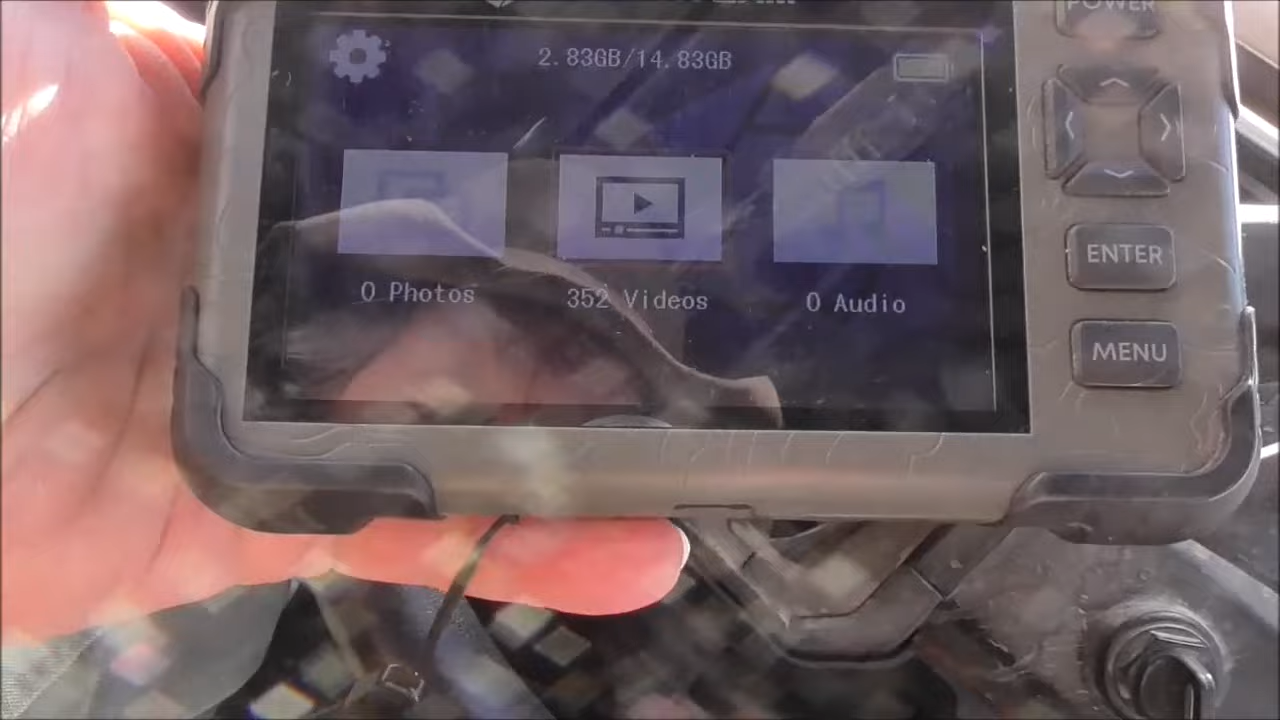 POWER
2.83GB/14.83GB
0 Photos
352 Videos
0 Audio
ENTER
MENU